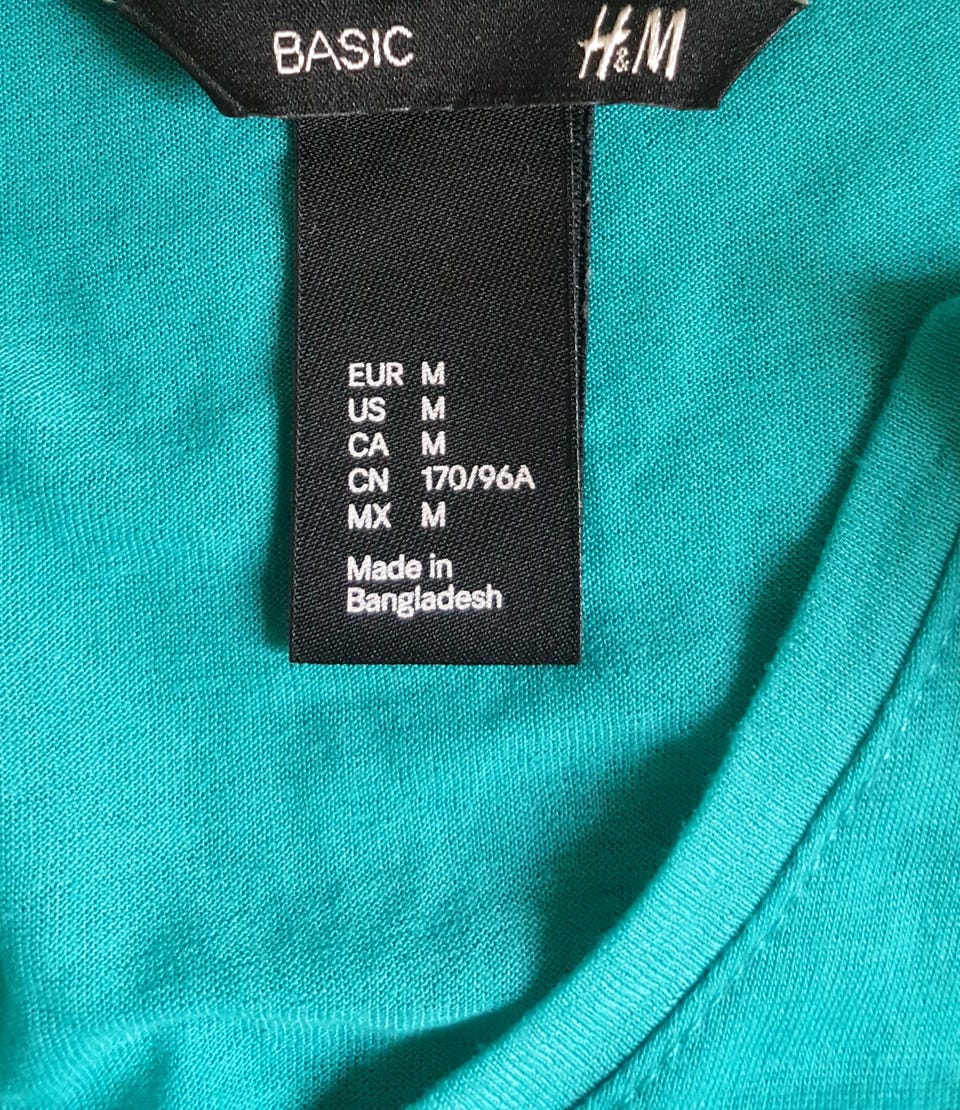 BASIC H&M
EUR M
US M
CA M
CN 170/96A
MX M
Made in
Bangladesh